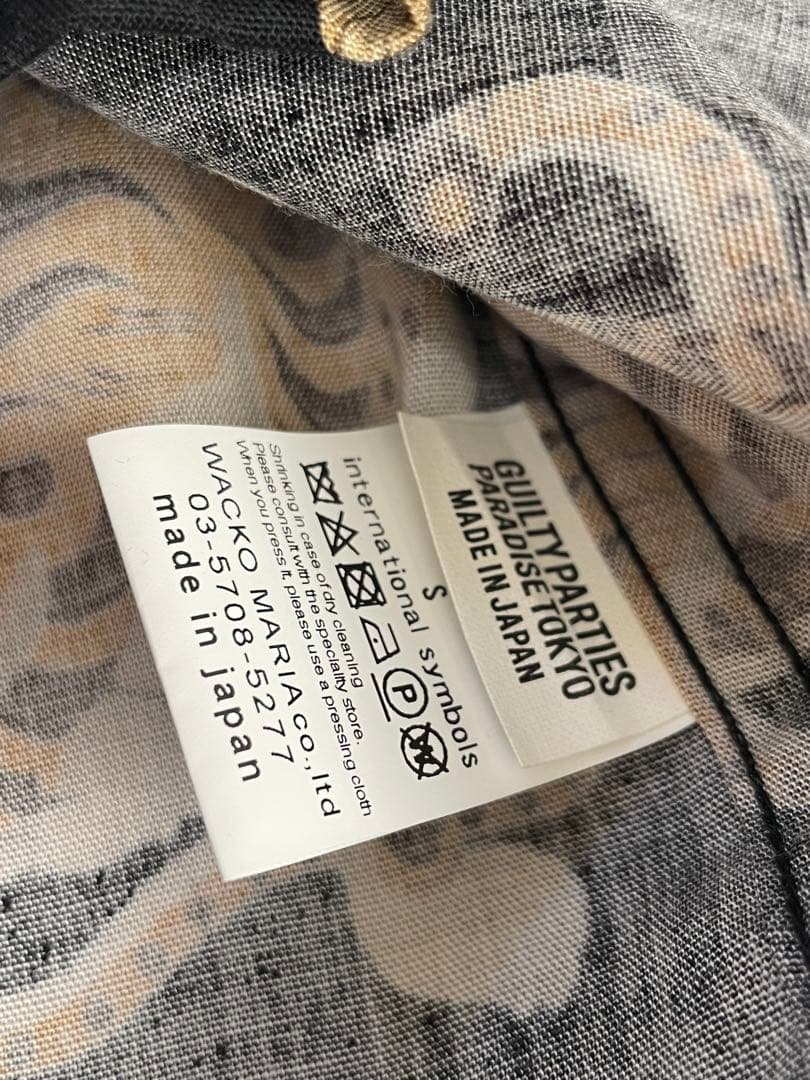 GUILTY PARTIES
PARADISE TOKYO
MADE IN JAPAN
S
international symbols
P
W
Shrinking in case of dry cleaning
Please consult with the speciality store.
When you press it, please use a pressing cloth
WACKO MARIA co.,ltd
03-5708-5277
made in japan